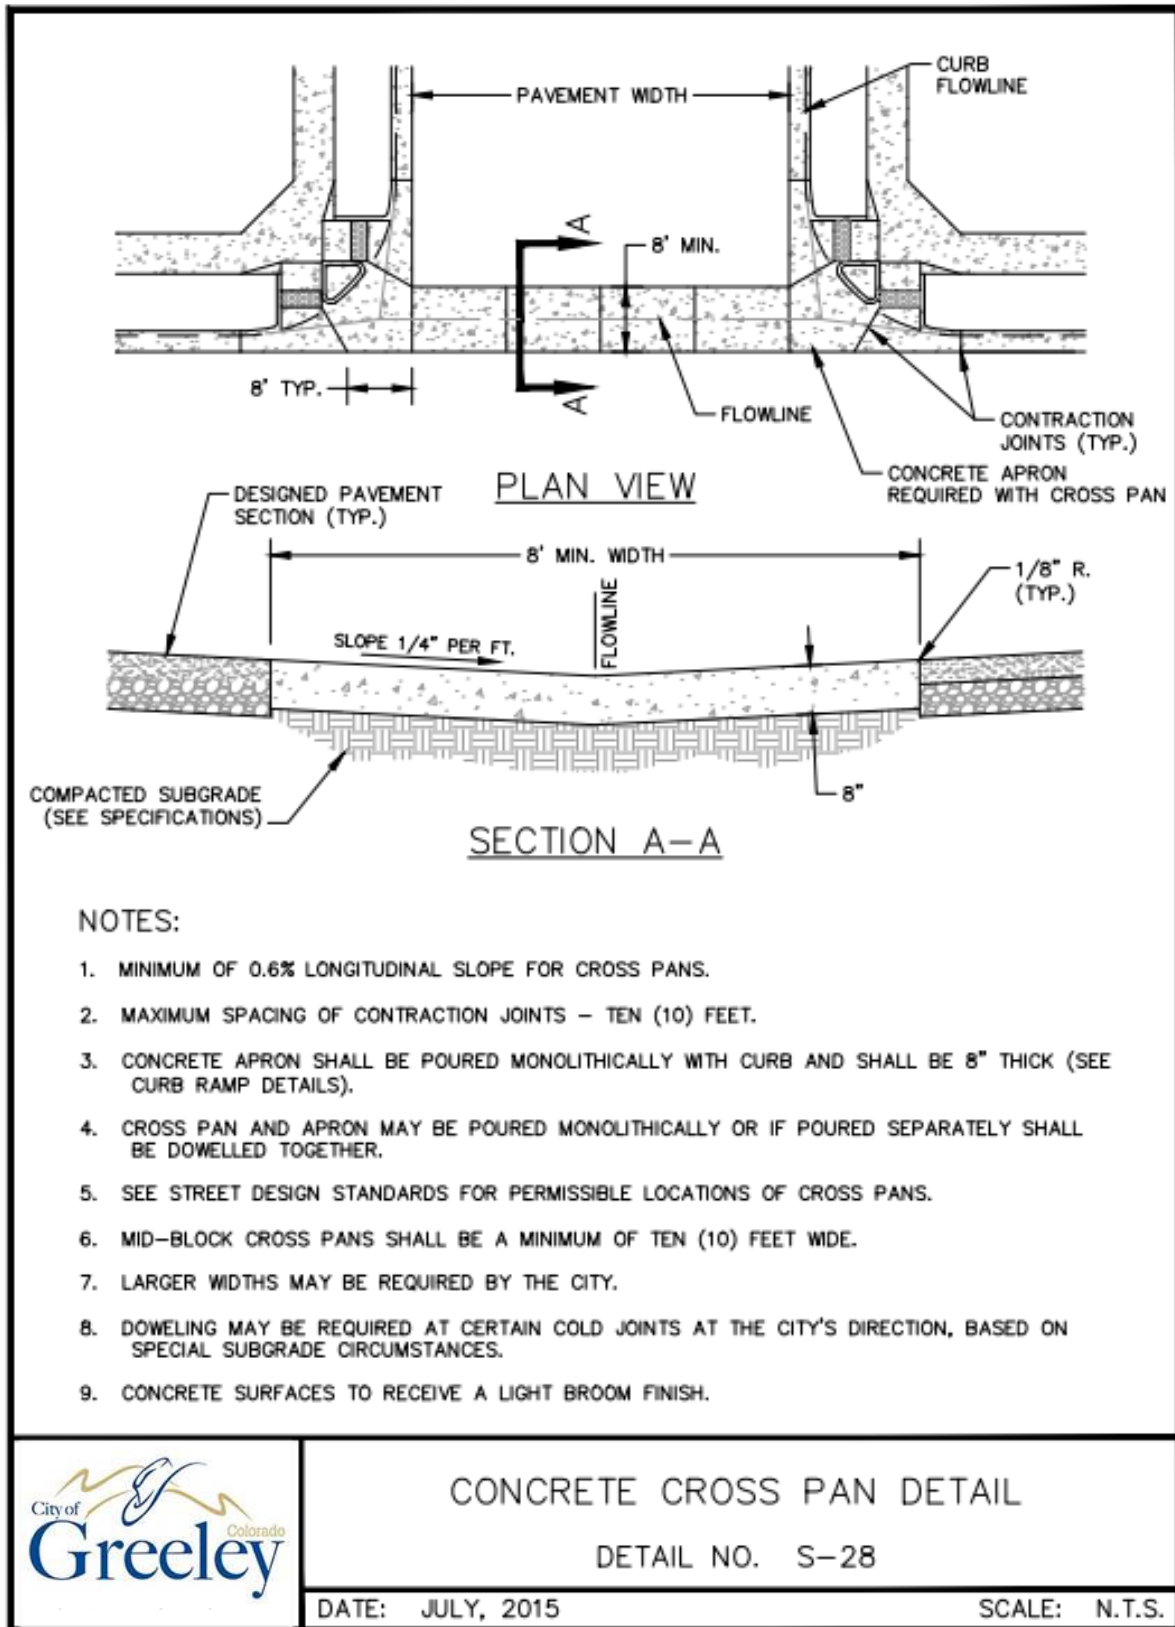 CURB
FLOWLINE
PAVEMENT WIDTH
A
8' MIN.
8' TYP.
A
FLOWLINE
CONTRACTION
JOINTS (TYP.)
CONCRETE APRON
REQUIRED WITH CROSS PAN
PLAN VIEW
DESIGNED PAVEMENT
SECTION (TYP.)
8' MIN. WIDTH
1/8" R.
(TYP.)
FLOWLINE
SLOPE 1/4" PER FT.
8"
COMPACTED SUBGRADE
(SEE SPECIFICATIONS)
SECTION A-A
NOTES:
1. MINIMUM OF 0.6% LONGITUDINAL SLOPE FOR CROSS PANS.
2. MAXIMUM SPACING OF CONTRACTION JOINTS – TEN (10) FEET.
3. CONCRETE APRON SHALL BE POURED MONOLITHICALLY WITH CURB AND SHALL BE 8" THICK (SEE
CURB RAMP DETAILS).
4. CROSS PAN AND APRON MAY BE POURED MONOLITHICALLY OR IF POURED SEPARATELY SHALL
BE DOWELLED TOGETHER.
5. SEE STREET DESIGN STANDARDS FOR PERMISSIBLE LOCATIONS OF CROSS PANS.
6. MID-BLOCK CROSS PANS SHALL BE A MINIMUM OF TEN (10) FEET WIDE.
7. LARGER WIDTHS MAY BE REQUIRED BY THE CITY.
8. DOWELING MAY BE REQUIRED AT CERTAIN COLD JOINTS AT THE CITY'S DIRECTION, BASED ON
SPECIAL SUBGRADE CIRCUMSTANCES.
9. CONCRETE SURFACES TO RECEIVE A LIGHT BROOM FINISH.
City of
Colorado
Greeley
CONCRETE CROSS PAN DETAIL
DETAIL NO. S-28
DATE: JULY, 2015
SCALE: N.T.S.